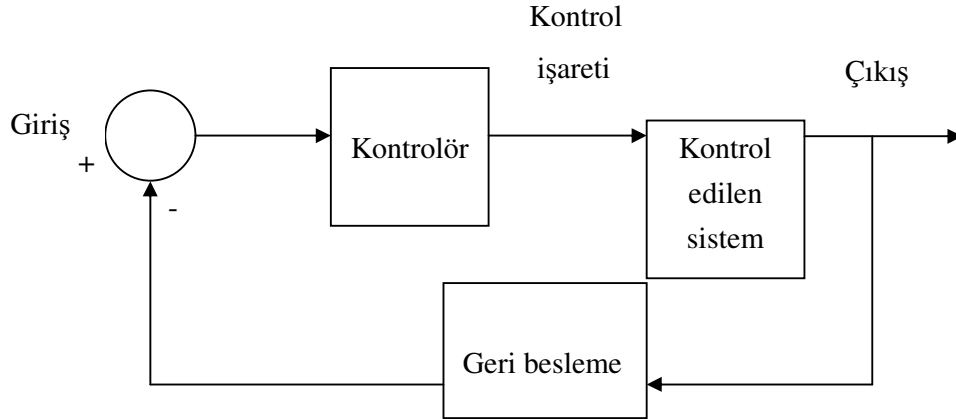 Kontrol
işareti
Çıkış
Giriş
+
-
Kontrolör
Kontrol
edilen
sistem
Geri besleme